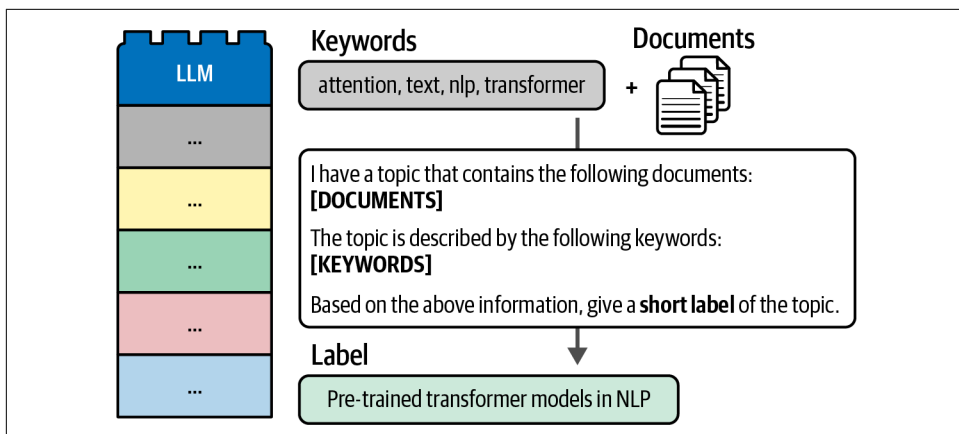 LLM
...
...
...
...
...
Keywords
attention, text, nlp, transformer
+
Documents
I have a topic that contains the following documents:
[DOCUMENTS]
The topic is described by the following keywords:
[KEYWORDS]
Based on the above information, give a short label of the topic.
Label
Pre-trained transformer models in NLP